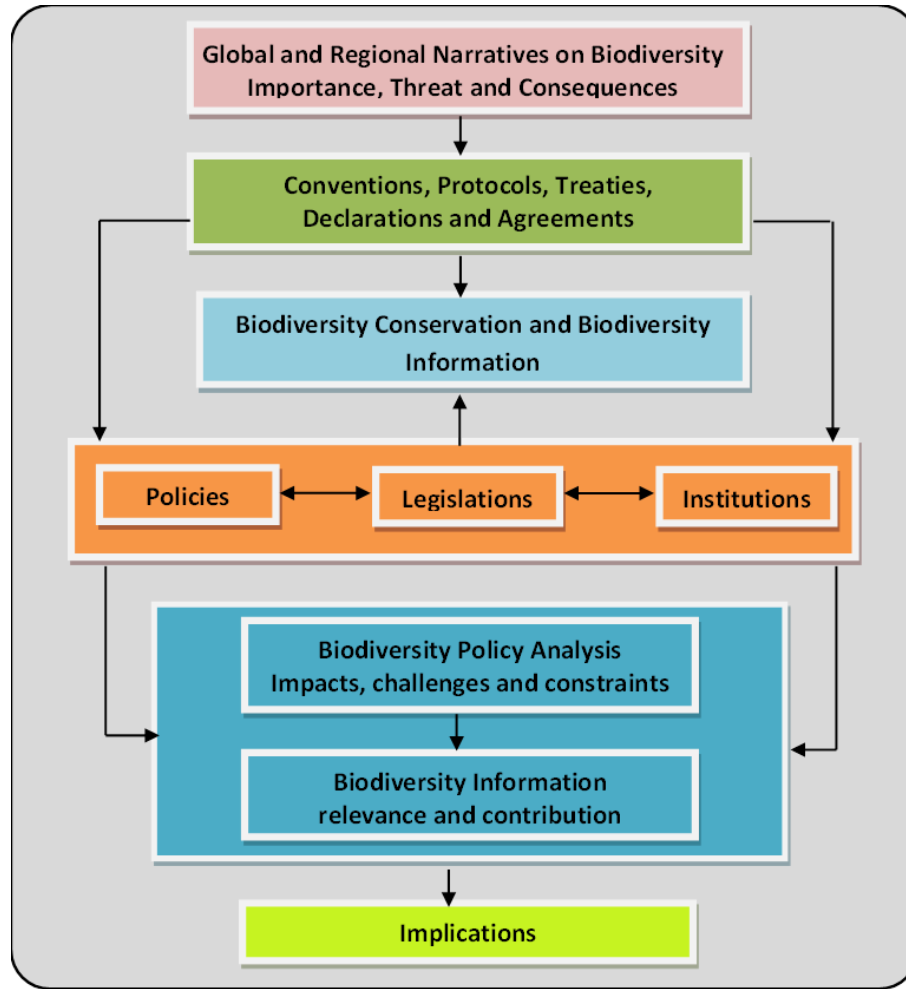 Global and Regional Narratives on Biodiversity
Importance, Threat and Consequences
Conventions, Protocols, Treaties,
Declarations and Agreements
Biodiversity Conservation and Biodiversity
Information
Policies
Legislations
Institutions
Biodiversity Policy Analysis
Impacts, challenges and constraints
Biodiversity Information
relevance and contribution
Implications